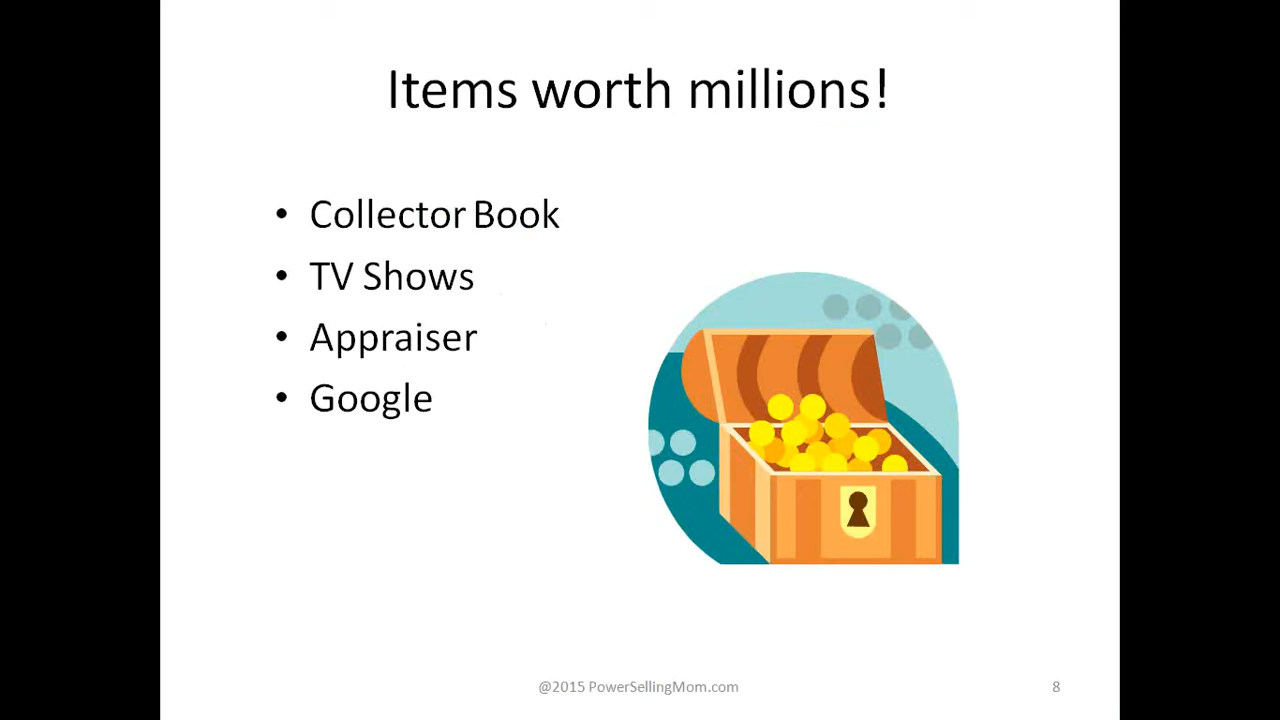 Items worth millions!
• Collector Book
• TV Shows
• Appraiser
• Google
@2015 PowerSellingMom.com
8